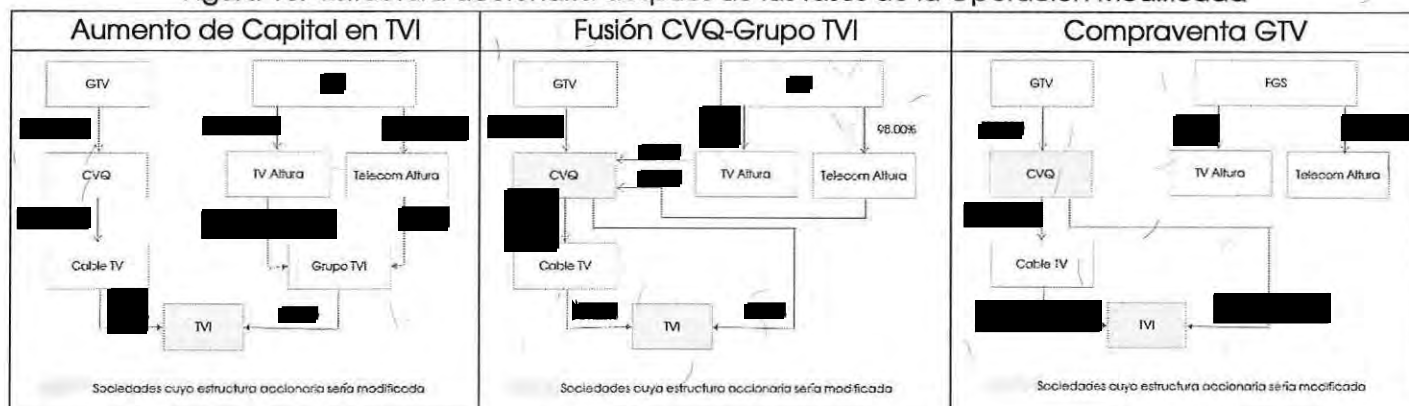 Aumento de Capital en TVI
GTV
CVQ
TV Altura
Telecom Altura
Cable TV
Grupo TVI
TVI
Sociedades cuyo estructura accionaria sería modificada
Fusión CVQ-Grupo TVI
GTV
98.00%
CVQ
TV Altura
Telecom Altura
Cable TV
TVI
Sociedades cuya estructura accionaria sería modificada
Compraventa GTV
GTV
FGS
CVQ
TV Altura
Telecom Altura
Cable TV
TVI
Sociedades cuyo estructura accionaria sería modificada